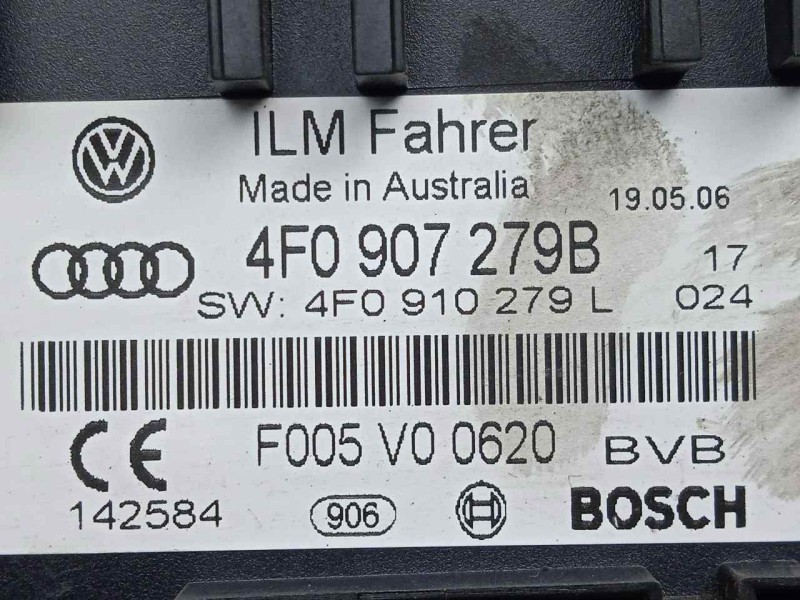 ILM Fahrer
Made in Australia 19.05.06
4F0 907 279B 17
SW: 4F0 910 279 L 024
F005 V0 0620 BVB
142584 906 BOSCH